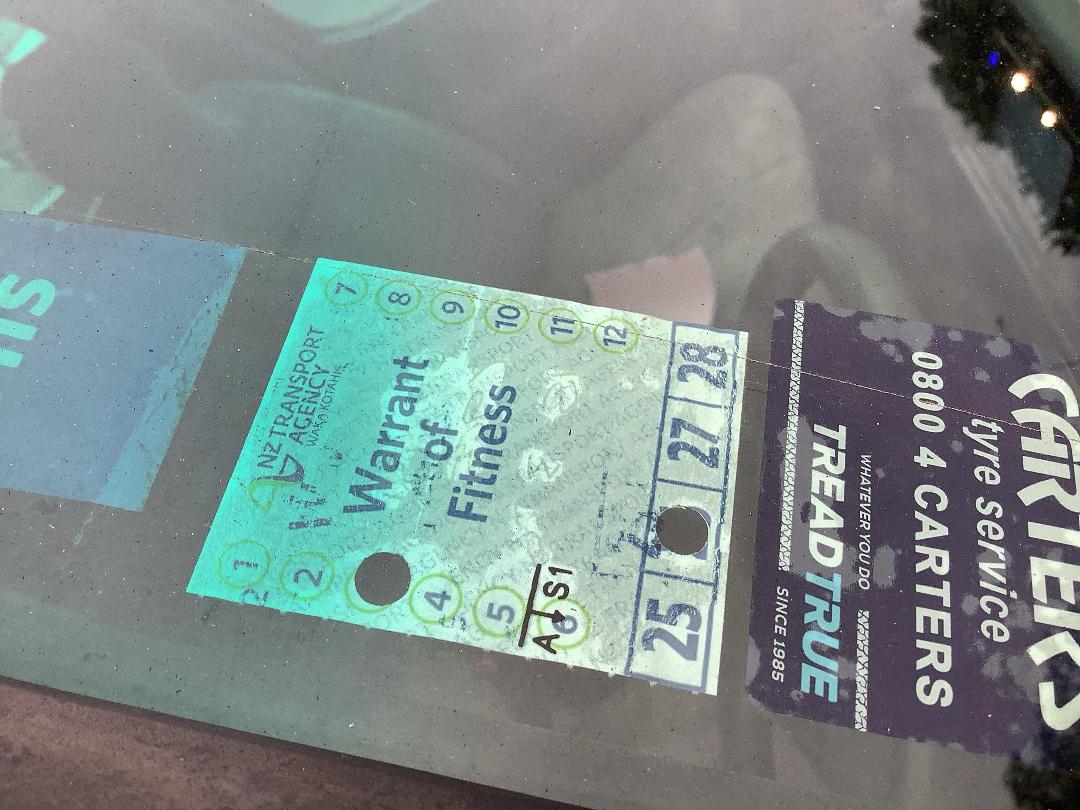 NZ TRANSPORT
AGENCY
WAKA KOTAHI
Warrant
of
Fitness
7
8
9
10
11
12
1
2
4
5
6
A
S1
25
27
28
CARTERS
tyre service
0800 4 CARTERS
WHATEVER YOU DO
TREAD TRUE
SINCE 1985